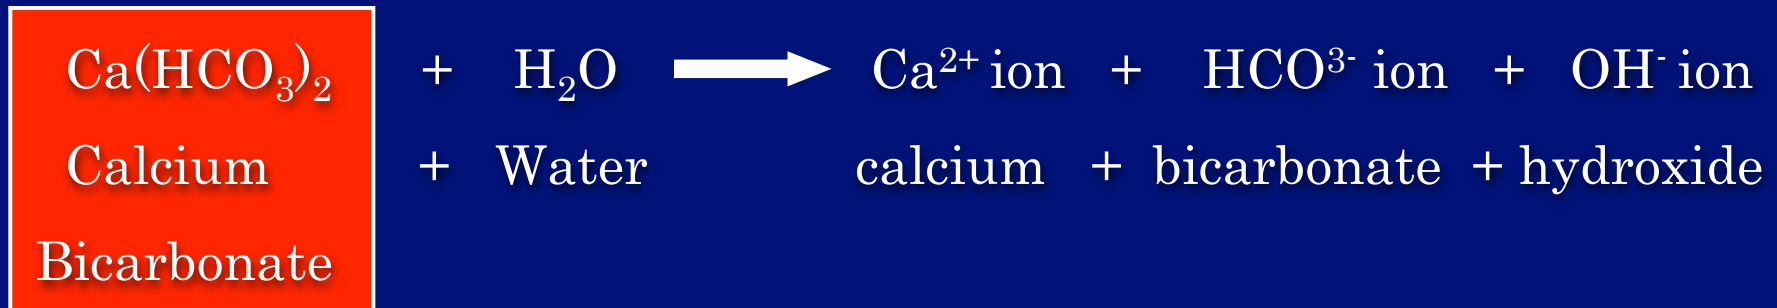 Ca(HCO₃)₂ + H₂O → Ca²⁺ ion + HCO³⁻ ion + OH⁻ ion
Calcium + Water calcium + bicarbonate + hydroxide
Bicarbonate